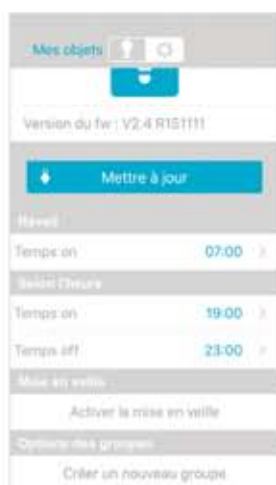 Mes objets
Version du fw : V2.4 R151111
Mettre à jour
Réveil
Temps on 07:00
Selon l'heure
Temps on 19:00
Temps off 23:00
Mise en veille
Activer la mise en veille
Options des groupes
Créer un nouveau groupe